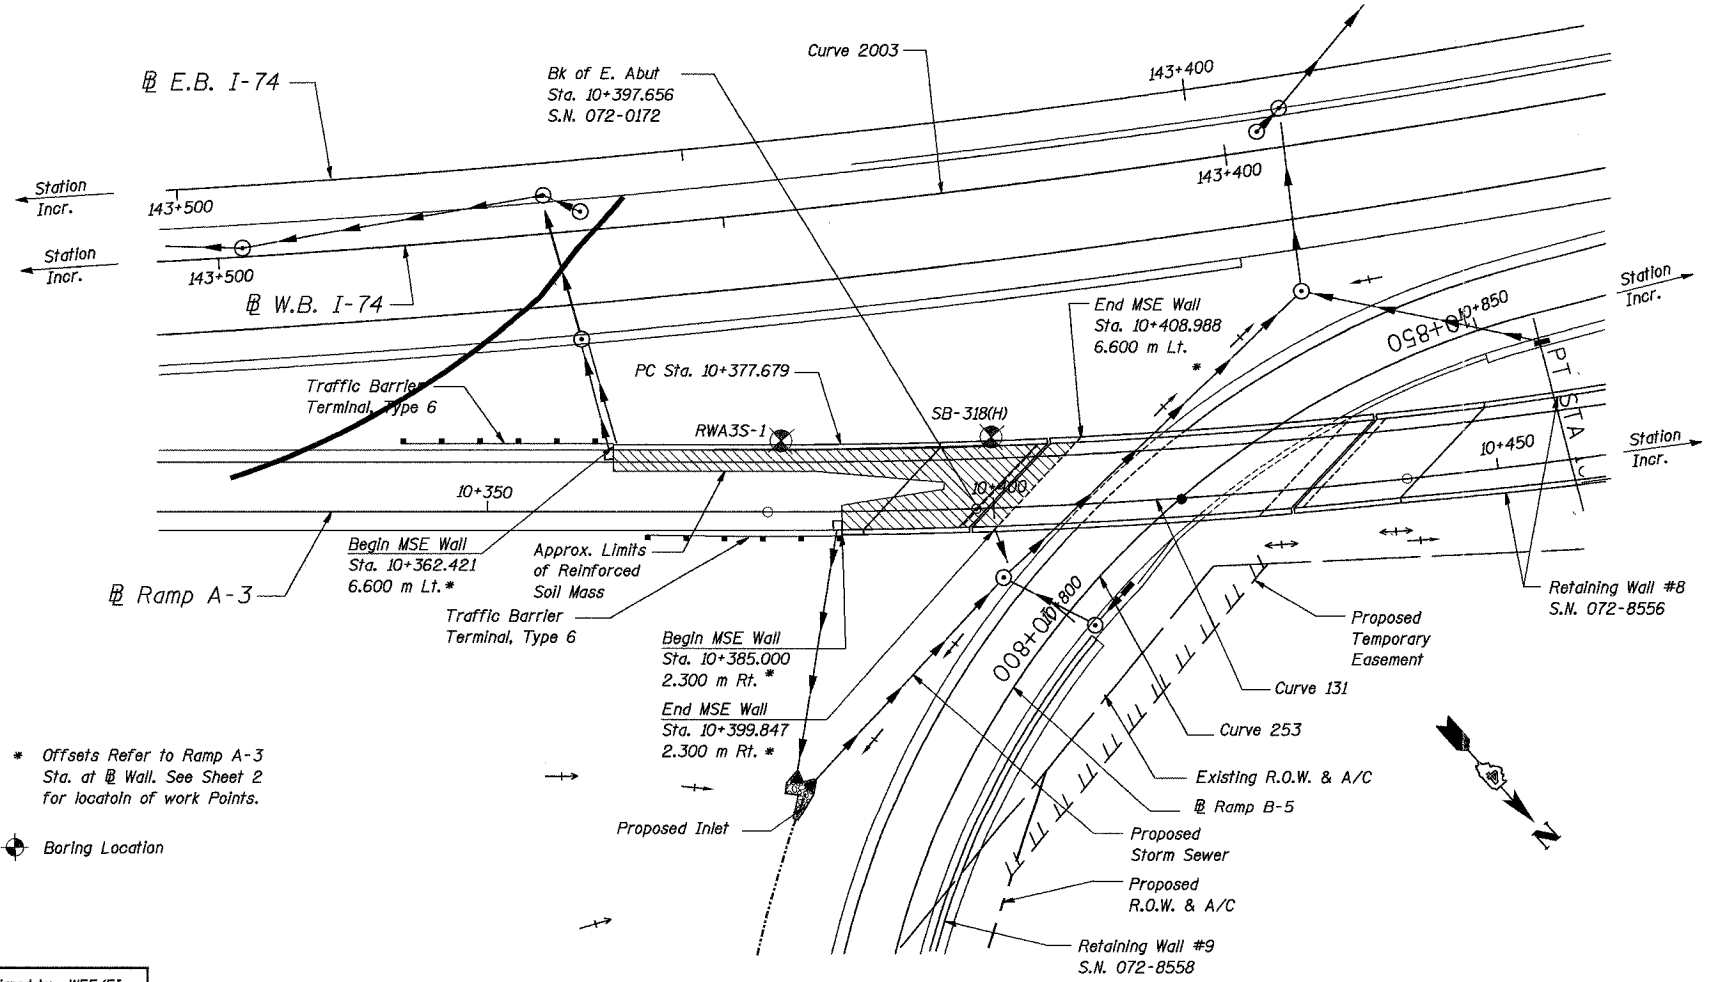 Curve 2003
143+400
Bk of E. Abut
Sta. 10+397.656
S.N. 072-0172
℄ E.B. I-74
143+400
Station
Incr.
143+500
Station
Incr.
143+500
℄ W.B. I-74
Station
Incr.
End MSE Wall
Sta. 10+408.988
6.600 m Lt.
*
10+850
10+850
PT STA
PC Sta. 10+377.679
Traffic Barrier
Terminal, Type 6
RWA3S-1
SB-318(H)
Station
Incr.
10+450
10+350
10+400
Begin MSE Wall
Sta. 10+362.421
6.600 m Lt. *
Approx. Limits
of Reinforced
Soil Mass
℄ Ramp A-3
Traffic Barrier
Terminal, Type 6
Retaining Wall #8
S.N. 072-8556
10+800
10+800
Proposed
Temporary
Easement
Begin MSE Wall
Sta. 10+385.000
2.300 m Rt. *
End MSE Wall
Sta. 10+399.847
2.300 m Rt. *
Curve 131
Curve 253
* Offsets Refer to Ramp A-3
Sta. at ℄ Wall. See Sheet 2
for locatoin of work Points.
Existing R.O.W. & A/C
℄ Ramp B-5
Proposed Inlet
Proposed
Storm Sewer
N
Boring Location
Proposed
R.O.W. & A/C
Retaining Wall #9
S.N. 072-8558